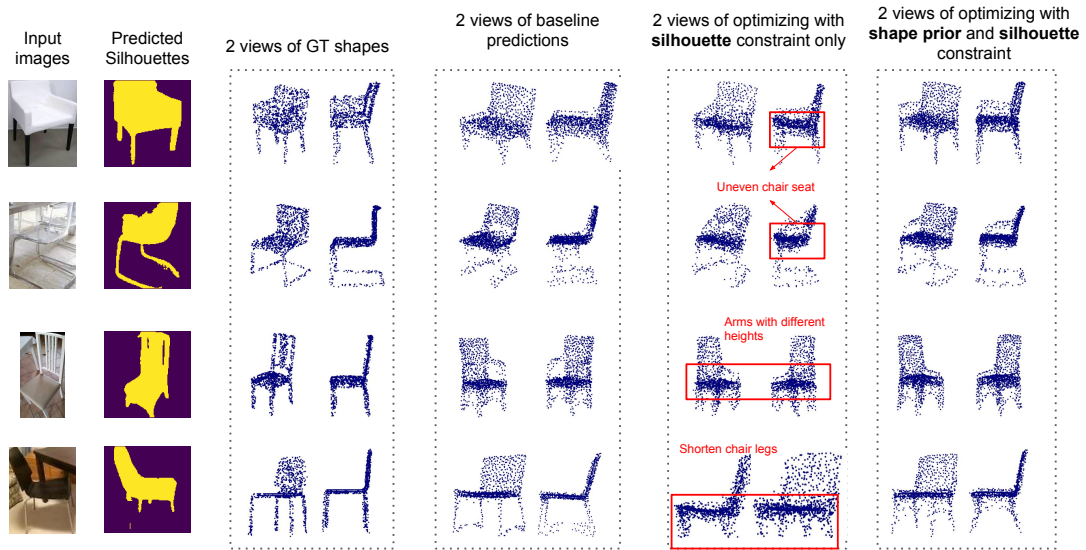 Input
images
Predicted
Silhouettes
2 views of GT shapes
2 views of baseline
predictions
2 views of optimizing with
silhouette constraint only
2 views of optimizing with
shape prior and silhouette
constraint
Uneven chair seat
Arms with different
heights
Shorten chair legs